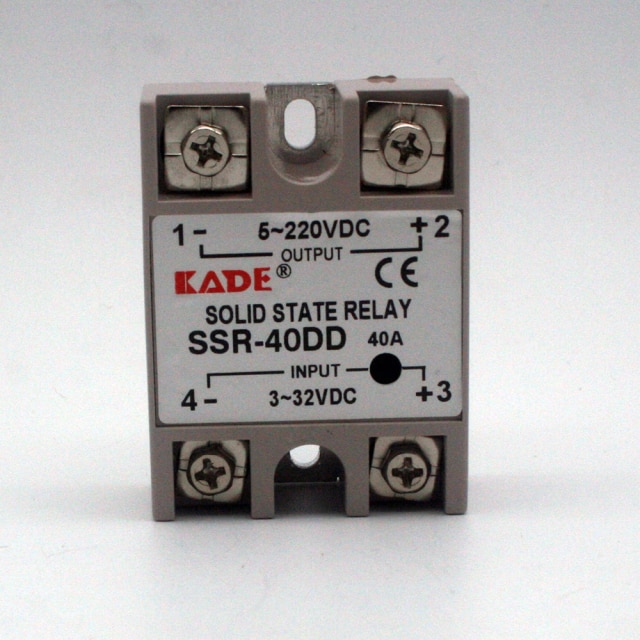 1- 5~220VDC +2
OUTPUT
KADE® CE
SOLID STATE RELAY
SSR-40DD 40A
INPUT
4- 3~32VDC +3